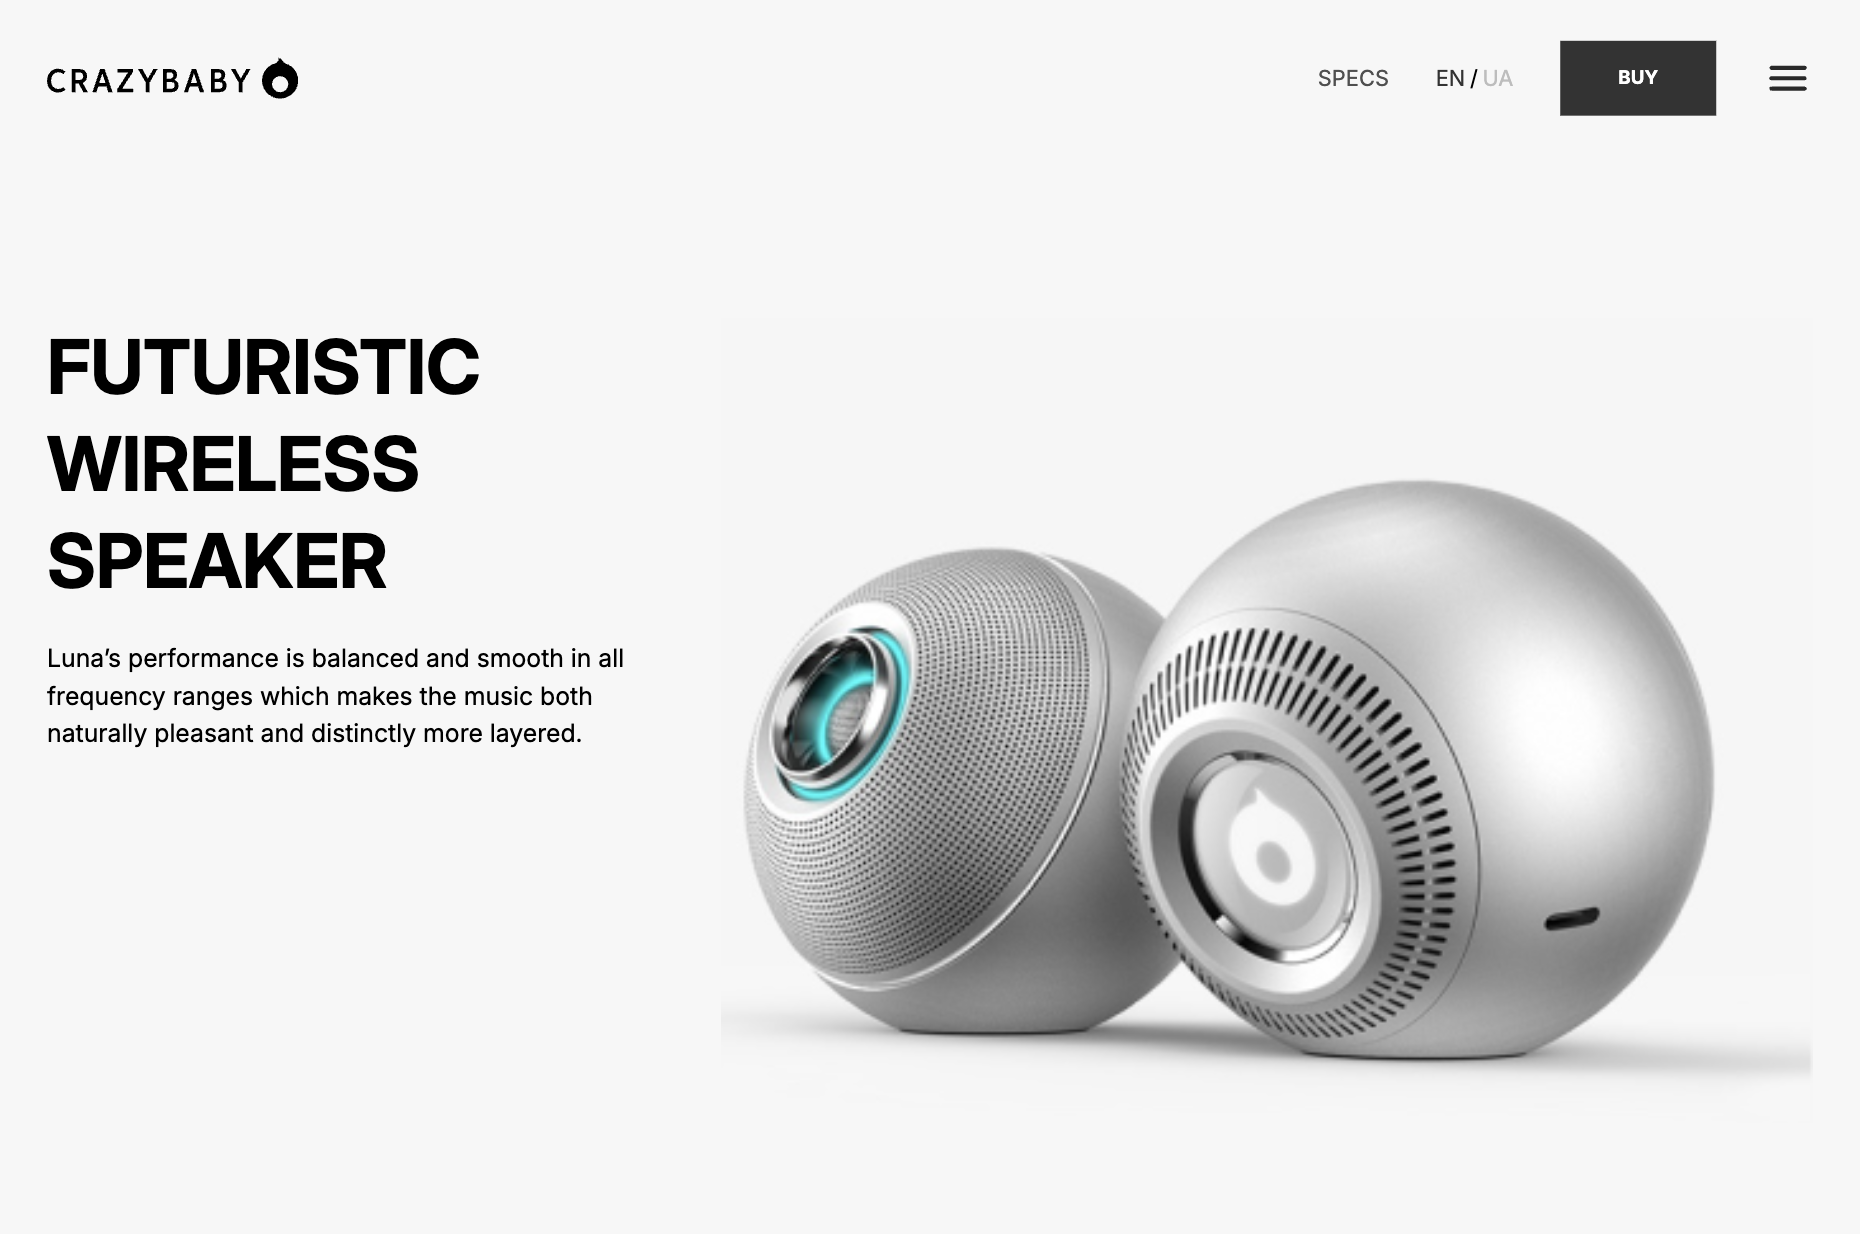 CRAZYBABY
SPECS
EN / UA
BUY
FUTURISTIC
WIRELESS
SPEAKER
Luna’s performance is balanced and smooth in all
frequency ranges which makes the music both
naturally pleasant and distinctly more layered.